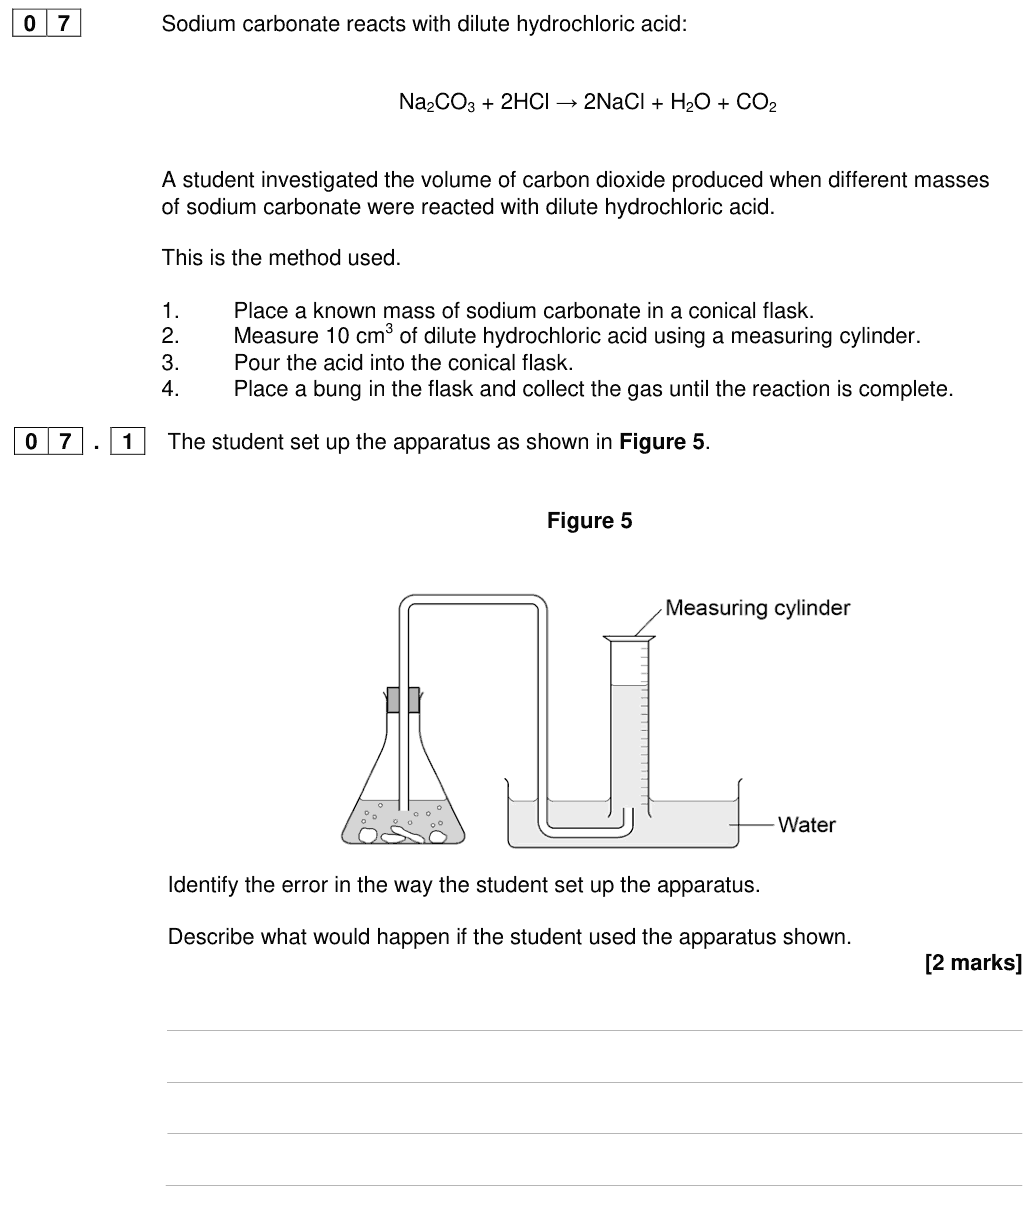 0 7 Sodium carbonate reacts with dilute hydrochloric acid:
Na₂CO₃ + 2HCl → 2NaCl + H₂O + CO₂
A student investigated the volume of carbon dioxide produced when different masses
of sodium carbonate were reacted with dilute hydrochloric acid.
This is the method used.
1. Place a known mass of sodium carbonate in a conical flask.
2. Measure 10 cm³ of dilute hydrochloric acid using a measuring cylinder.
3. Pour the acid into the conical flask.
4. Place a bung in the flask and collect the gas until the reaction is complete.
0 7 . 1 The student set up the apparatus as shown in Figure 5.
Figure 5
Measuring cylinder
Water
Identify the error in the way the student set up the apparatus.
Describe what would happen if the student used the apparatus shown.
[2 marks]